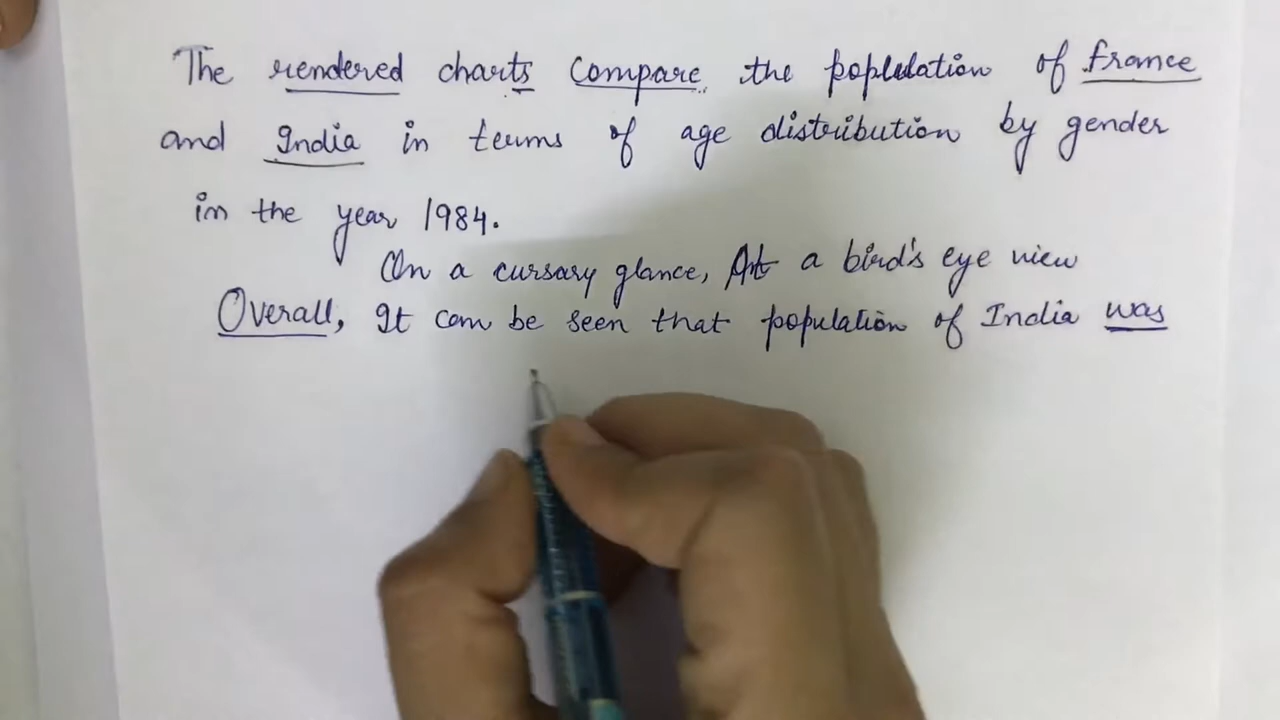 The rendered charts Compare the popluation of france
and India in terms of age distribution by gender
in the year 1984.
On a cursary glance, At a bird's eye view
Overall, It can be seen that population of India was